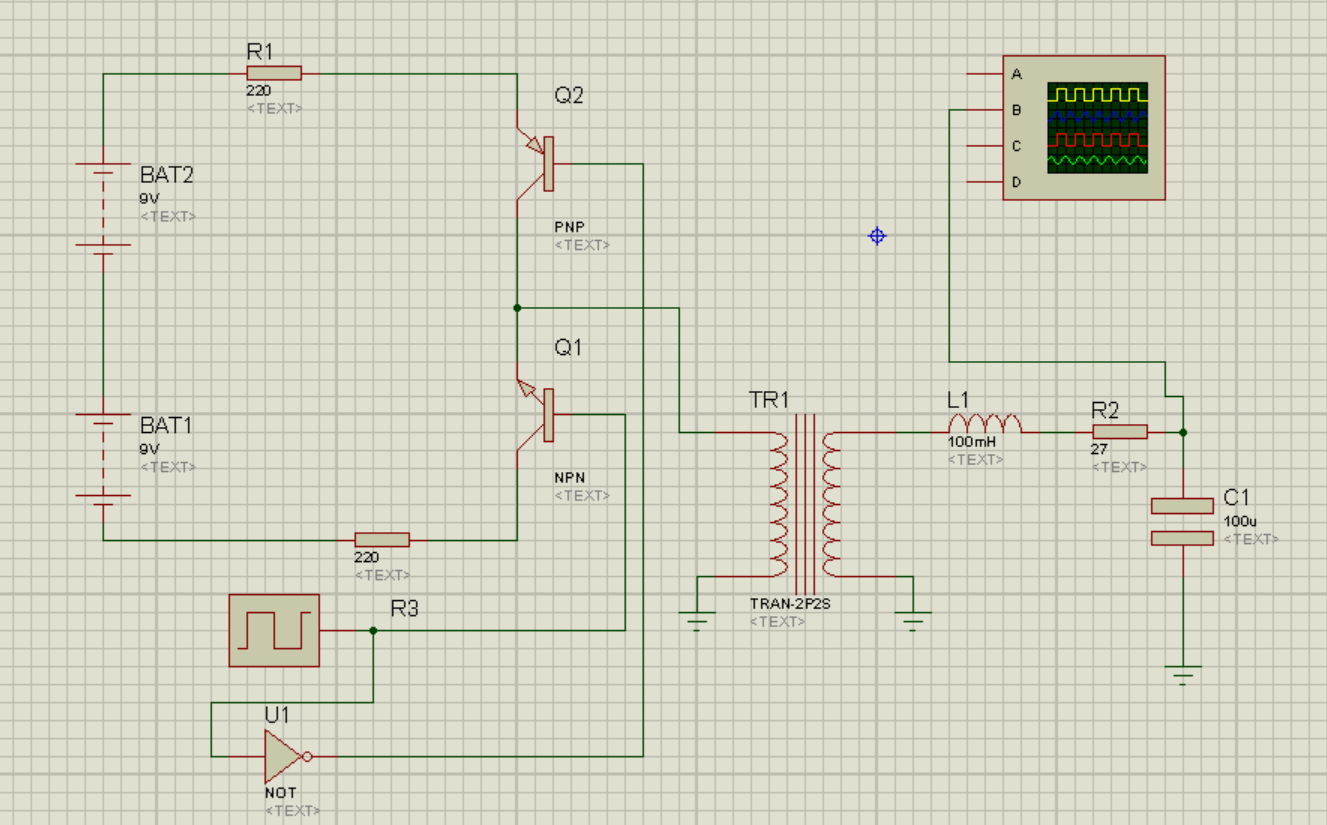 R1
220
<TEXT>
Q2
PNP
<TEXT>
BAT2
9V
<TEXT>
A
B
C
D
Q1
NPN
<TEXT>
BAT1
9V
<TEXT>
TR1
TRAN-2P2S
<TEXT>
L1
100mH
<TEXT>
R2
27
<TEXT>
C1
100u
<TEXT>
220
<TEXT>
R3
U1
NOT
<TEXT>